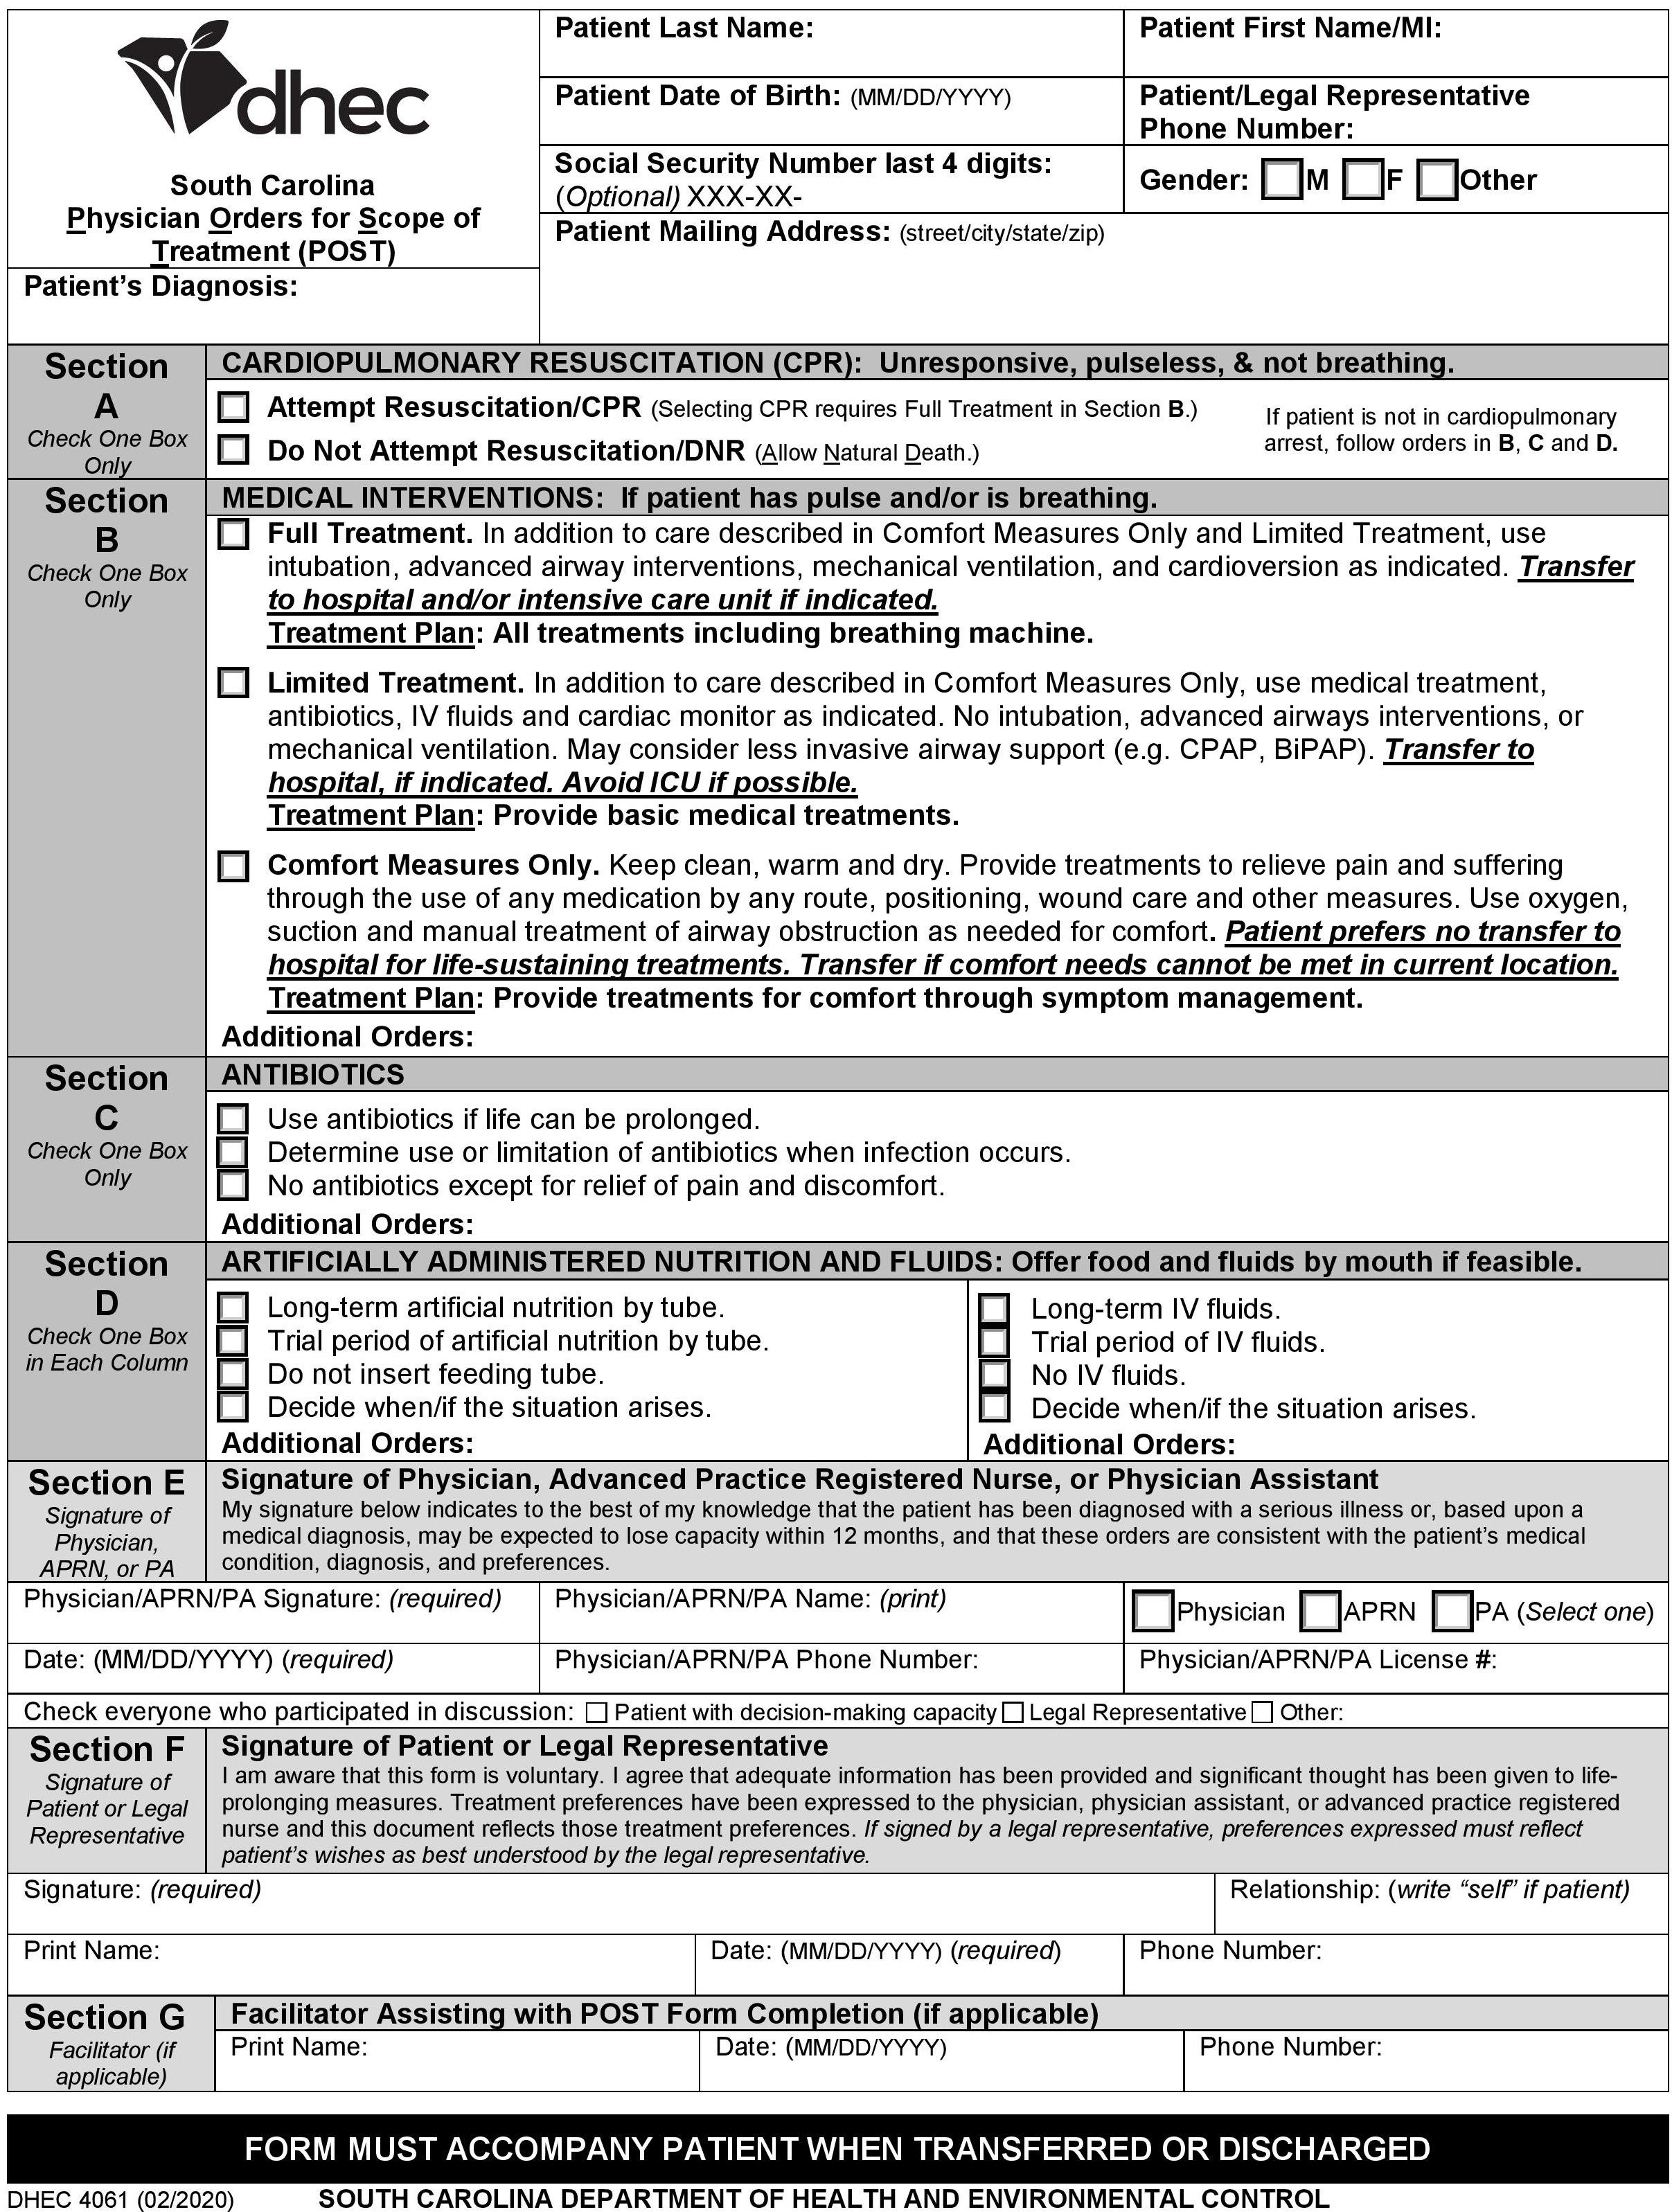 dhec
South Carolina
Physician Orders for Scope of
Treatment (POST)
Patient's Diagnosis:
Patient Last Name:
Patient First Name/MI:
Patient Date of Birth: (MM/DD/YYYY)
Patient/Legal Representative
Phone Number:
Social Security Number last 4 digits:
(Optional) XXX-XX-
Gender: M F Other
Patient Mailing Address: (street/city/state/zip)
Section
A
Check One Box
Only
CARDIOPULMONARY RESUSCITATION (CPR): Unresponsive, pulseless, & not breathing.
Attempt Resuscitation/CPR (Selecting CPR requires Full Treatment in Section B.)
Do Not Attempt Resuscitation/DNR (Allow Natural Death.)
If patient is not in cardiopulmonary
arrest, follow orders in B, C and D.
Section
B
Check One Box
Only
MEDICAL INTERVENTIONS: If patient has pulse and/or is breathing.
Full Treatment. In addition to care described in Comfort Measures Only and Limited Treatment, use
intubation, advanced airway interventions, mechanical ventilation, and cardioversion as indicated. Transfer
to hospital and/or intensive care unit if indicated.
Treatment Plan: All treatments including breathing machine.
Limited Treatment. In addition to care described in Comfort Measures Only, use medical treatment,
antibiotics, IV fluids and cardiac monitor as indicated. No intubation, advanced airways interventions, or
mechanical ventilation. May consider less invasive airway support (e.g. CPAP, BiPAP). Transfer to
hospital, if indicated. Avoid ICU if possible.
Treatment Plan: Provide basic medical treatments.
Comfort Measures Only. Keep clean, warm and dry. Provide treatments to relieve pain and suffering
through the use of any medication by any route, positioning, wound care and other measures. Use oxygen,
suction and manual treatment of airway obstruction as needed for comfort. Patient prefers no transfer to
hospital for life-sustaining treatments. Transfer if comfort needs cannot be met in current location.
Treatment Plan: Provide treatments for comfort through symptom management.
Additional Orders:
Section
C
Check One Box
Only
ANTIBIOTICS
Use antibiotics if life can be prolonged.
Determine use or limitation of antibiotics when infection occurs.
No antibiotics except for relief of pain and discomfort.
Additional Orders:
Section
D
Check One Box
in Each Column
ARTIFICIALLY ADMINISTERED NUTRITION AND FLUIDS: Offer food and fluids by mouth if feasible.
Long-term artificial nutrition by tube.
Trial period of artificial nutrition by tube.
Do not insert feeding tube.
Decide when/if the situation arises.
Additional Orders:
Long-term IV fluids.
Trial period of IV fluids.
No IV fluids.
Decide when/if the situation arises.
Additional Orders:
Section E
Signature of
Physician,
APRN, or PA
Signature of Physician, Advanced Practice Registered Nurse, or Physician Assistant
My signature below indicates to the best of my knowledge that the patient has been diagnosed with a serious illness or, based upon a
medical diagnosis, may be expected to lose capacity within 12 months, and that these orders are consistent with the patient's medical
condition, diagnosis, and preferences.
Physician/APRN/PA Signature: (required)
Physician/APRN/PA Name: (print)
Physician APRN PA (Select one)
Date: (MM/DD/YYYY) (required)
Physician/APRN/PA Phone Number:
Physician/APRN/PA License #:
Check everyone who participated in discussion: Patient with decision-making capacity Legal Representative Other:
Section F
Signature of
Patient or Legal
Representative
Signature of Patient or Legal Representative
I am aware that this form is voluntary. I agree that adequate information has been provided and significant thought has been given to life-
prolonging measures. Treatment preferences have been expressed to the physician, physician assistant, or advanced practice registered
nurse and this document reflects those treatment preferences. If signed by a legal representative, preferences expressed must reflect
patient's wishes as best understood by the legal representative.
Signature: (required)
Relationship: (write “self” if patient)
Print Name:
Date: (MM/DD/YYYY) (required)
Phone Number:
Section G
Facilitator (if
applicable)
Facilitator Assisting with POST Form Completion (if applicable)
Print Name:
Date: (MM/DD/YYYY)
Phone Number:
FORM MUST ACCOMPANY PATIENT WHEN TRANSFERRED OR DISCHARGED
DHEC 4061 (02/2020)
SOUTH CAROLINA DEPARTMENT OF HEALTH AND ENVIRONMENTAL CONTROL